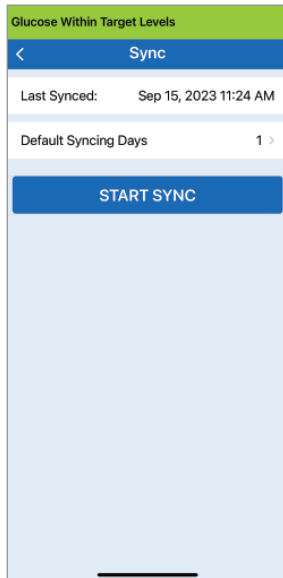 Glucose Within Target Levels
Sync
Last Synced: Sep 15, 2023 11:24 AM
Default Syncing Days 1
START SYNC